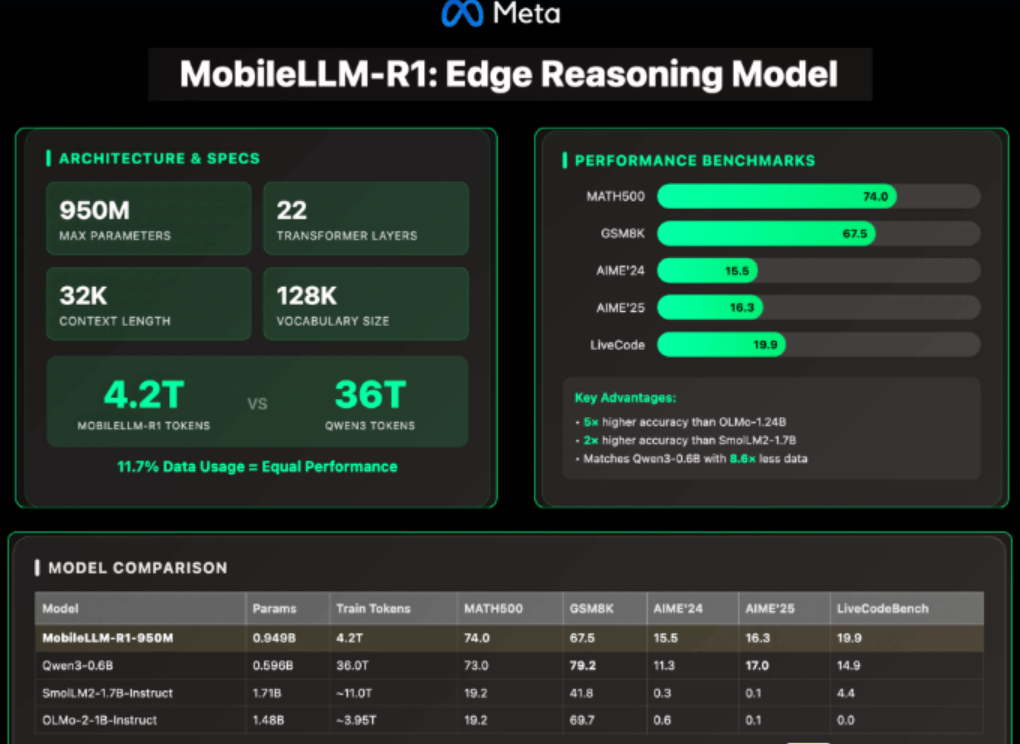 Meta
MobileLLM-R1: Edge Reasoning Model
ARCHITECTURE & SPECS
950M
MAX PARAMETERS
22
TRANSFORMER LAYERS
32K
CONTEXT LENGTH
128K
VOCABULARY SIZE
4.2T
MOBILELLM-R1 TOKENS
VS
36T
QWEN3 TOKENS
11.7% Data Usage = Equal Performance
PERFORMANCE BENCHMARKS
MATH500 74.0
GSM8K 67.5
AIME'24 15.5
AIME'25 16.3
LiveCode 19.9
Key Advantages:
• 5× higher accuracy than OLMo-1.24B
• 2× higher accuracy than SmolLM2-1.7B
• Matches Qwen3-0.6B with 8.6× less data
MODEL COMPARISON
Model Params Train Tokens MATH500 GSM8K AIME'24 AIME'25 LiveCodeBench
MobileLLM-R1-950M 0.949B 4.2T 74.0 67.5 15.5 16.3 19.9
Qwen3-0.6B 0.596B 36.0T 73.0 79.2 11.3 17.0 14.9
SmolLM2-1.7B-Instruct 1.71B ~11.0T 19.2 41.8 0.3 0.1 4.4
OLMo-2-1B-Instruct 1.48B ~3.95T 19.2 69.7 0.6 0.1 0.0